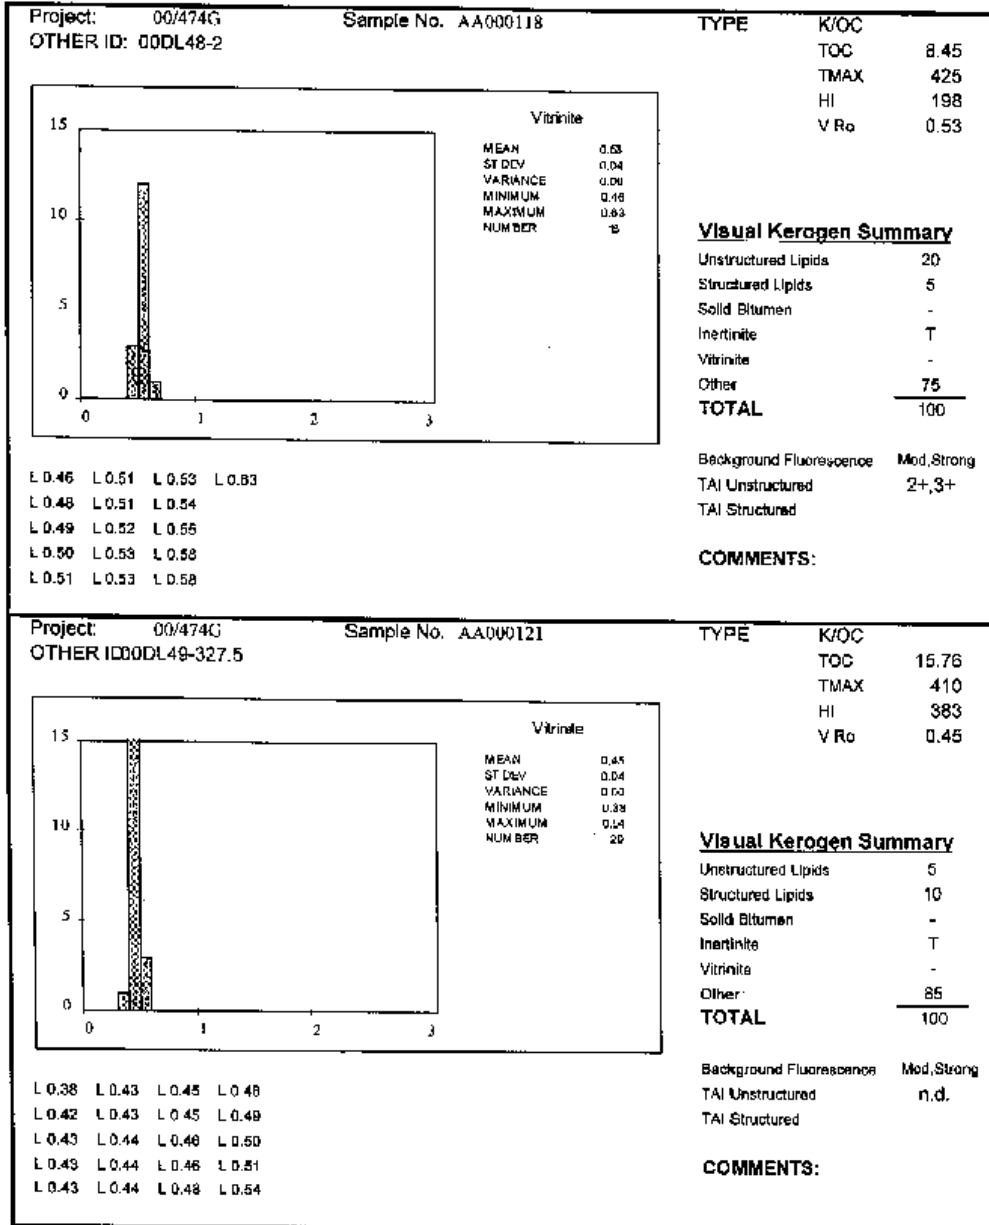 Project: 00/474G Sample No. AA000118 TYPE K/OC
OTHER ID: 00DL48-2
TOC 8.45
TMAX 425
HI 198
V Ro 0.53
Vitrinite
MEAN 0.53
ST DEV 0.04
VARIANCE 0.00
MINIMUM 0.46
MAXIMUM 0.63
NUMBER
15
10
5
0
0 1 2 3
Visual Kerogen Summary
Unstructured Lipids 20
Structured Lipids 5
Solid Bitumen -
Inertinite T
Vitrinite -
Other 75
TOTAL 100
Background Fluorescence Mod,Strong
TAI Unstructured 2+,3+
TAI Structured
COMMENTS:
L 0.46 L 0.51 L 0.53 L 0.63
L 0.48 L 0.51 L 0.54
L 0.49 L 0.52 L 0.55
L 0.50 L 0.53 L 0.58
L 0.51 L 0.53 L 0.58
Project: 00/474G Sample No. AA000121 TYPE K/OC
OTHER ID00DL49-327.5
TOC 15.76
TMAX 410
HI 383
V Ro 0.45
Vitrinite
MEAN 0.45
ST DEV 0.04
VARIANCE 0.00
MINIMUM 0.38
MAXIMUM 0.54
NUMBER 20
15
10
5
0
0 1 2 3
Visual Kerogen Summary
Unstructured Lipids 5
Structured Lipids 10
Solid Bitumen -
Inertinite T
Vitrinite -
Other 85
TOTAL 100
Background Fluorescence Mod,Strong
TAI Unstructured n.d.
TAI Structured
COMMENTS:
L 0.38 L 0.43 L 0.45 L 0.48
L 0.42 L 0.43 L 0.45 L 0.49
L 0.43 L 0.44 L 0.46 L 0.50
L 0.43 L 0.44 L 0.46 L 0.51
L 0.43 L 0.44 L 0.48 L 0.54